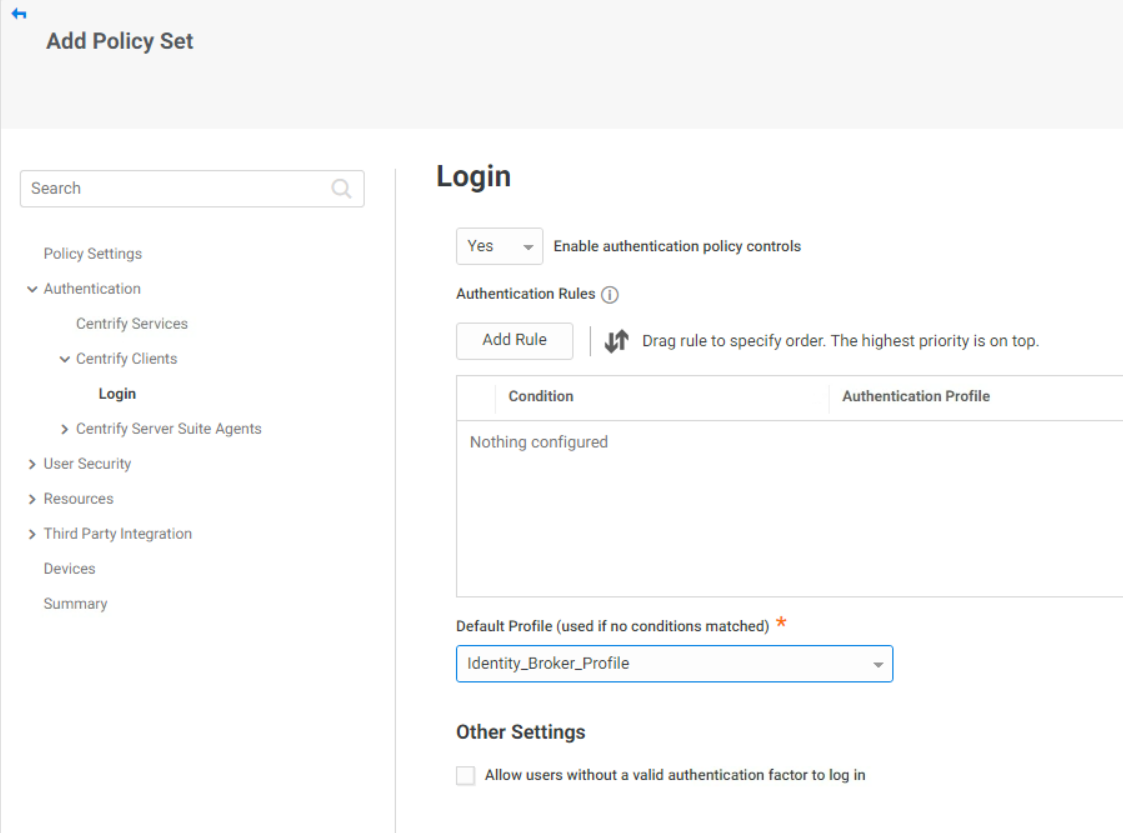 Add Policy Set
Search
Policy Settings
Authentication
Centrify Services
Centrify Clients
Login
Centrify Server Suite Agents
User Security
Resources
Third Party Integration
Devices
Summary
Login
Yes Enable authentication policy controls
Authentication Rules
Add Rule Drag rule to specify order. The highest priority is on top.
Condition Authentication Profile
Nothing configured
Default Profile (used if no conditions matched) *
Identity_Broker_Profile
Other Settings
Allow users without a valid authentication factor to log in